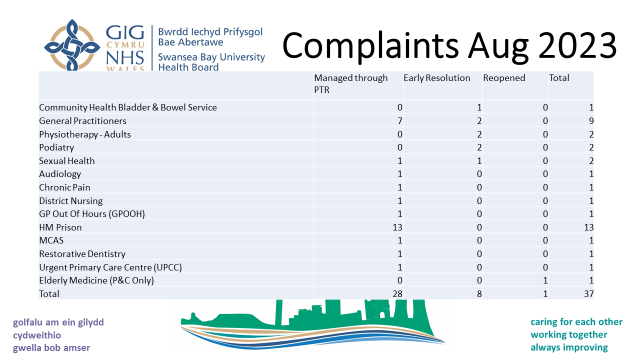 GIG
CYMRU
NHS
WALES
Bwrdd Iechyd Prifysgol
Bae Abertawe
Swansea Bay University
Health Board
Complaints Aug 2023
Managed through PTR Early Resolution Reopened Total
Community Health Bladder & Bowel Service 0 1 0 1
General Practitioners 7 2 0 9
Physiotherapy - Adults 0 2 0 2
Podiatry 0 2 0 2
Sexual Health 1 1 0 2
Audiology 1 0 0 1
Chronic Pain 1 0 0 1
District Nursing 1 0 0 1
GP Out Of Hours (GPOOH) 1 0 0 1
HM Prison 13 0 0 13
MCAS 1 0 0 1
Restorative Dentistry 1 0 0 1
Urgent Primary Care Centre (UPCC) 1 0 0 1
Elderly Medicine (P&C Only) 0 0 1 1
Total 28 8 1 37
golfalu am ein gilydd
cydweithio
gwella bob amser
caring for each other
working together
always improving